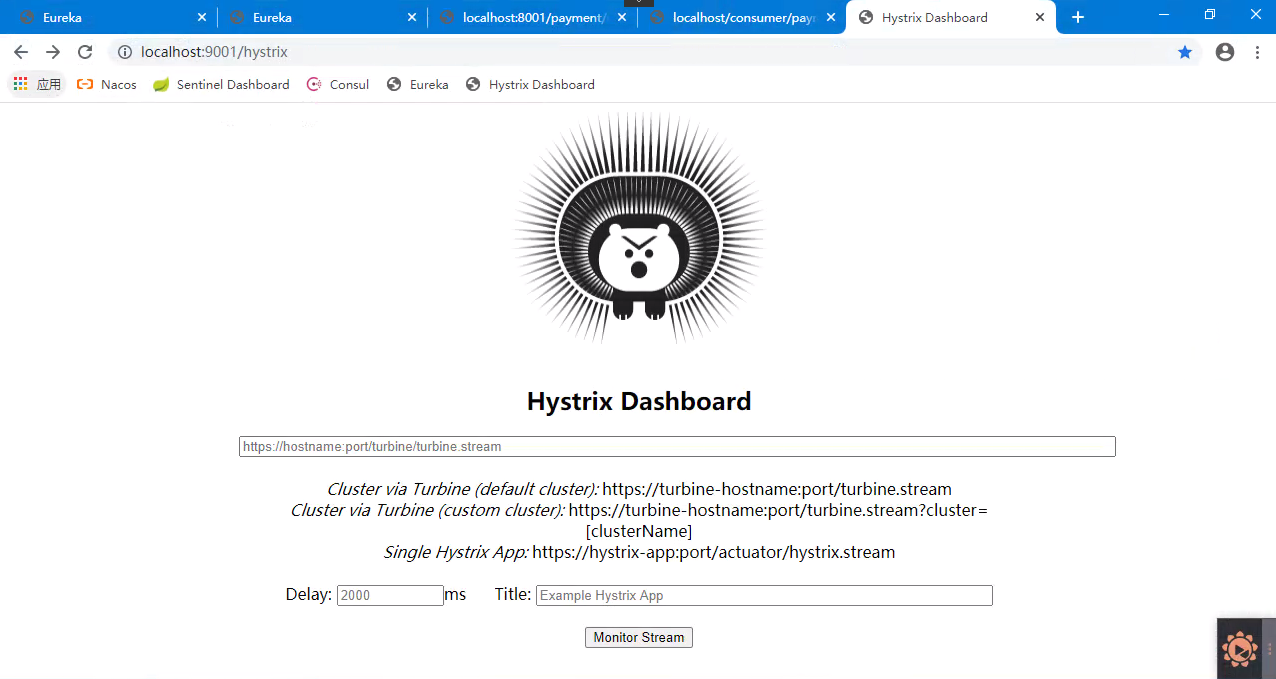 Eureka
Eureka
localhost:8001/payment/
localhost/consumer/paym
Hystrix Dashboard
localhost:9001/hystrix
应用
Nacos
Sentinel Dashboard
Consul
Eureka
Hystrix Dashboard
Hystrix Dashboard
https://hostname:port/turbine/turbine.stream
Cluster via Turbine (default cluster): https://turbine-hostname:port/turbine.stream
Cluster via Turbine (custom cluster): https://turbine-hostname:port/turbine.stream?cluster=
[clusterName]
Single Hystrix App: https://hystrix-app:port/actuator/hystrix.stream
Delay: 2000 ms Title: Example Hystrix App
Monitor Stream